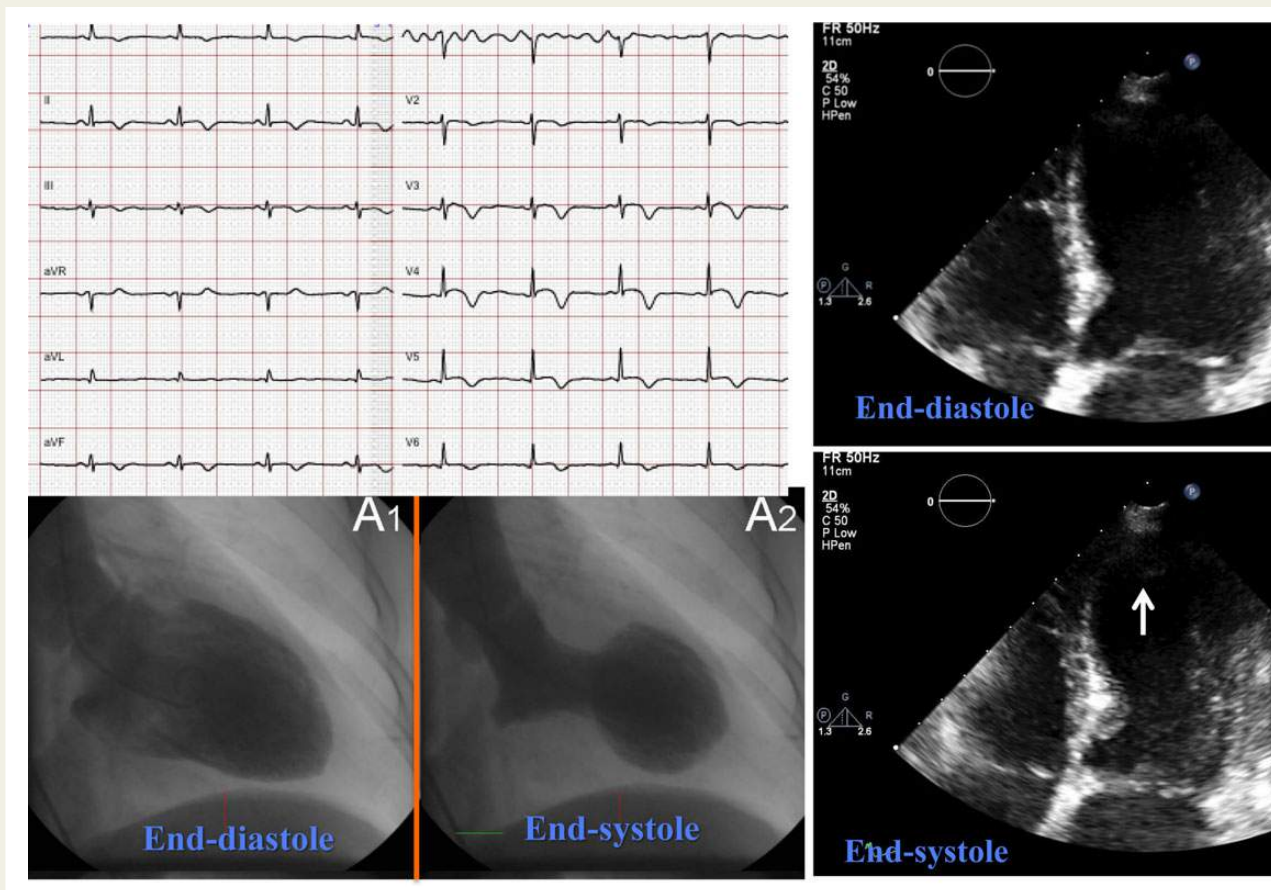 II
III
aVR
aVL
aVF
V2
V3
V4
V5
V6
A1
End-diastole
A2
End-systole
FR 50Hz
11cm
2D
54%
C 50
P Low
HPen
0
P
G
P R
1.3 2.6
End-diastole
FR 50Hz
11cm
2D
54%
C 50
P Low
HPen
0
P
G
P R
1.3 2.6
End-systole